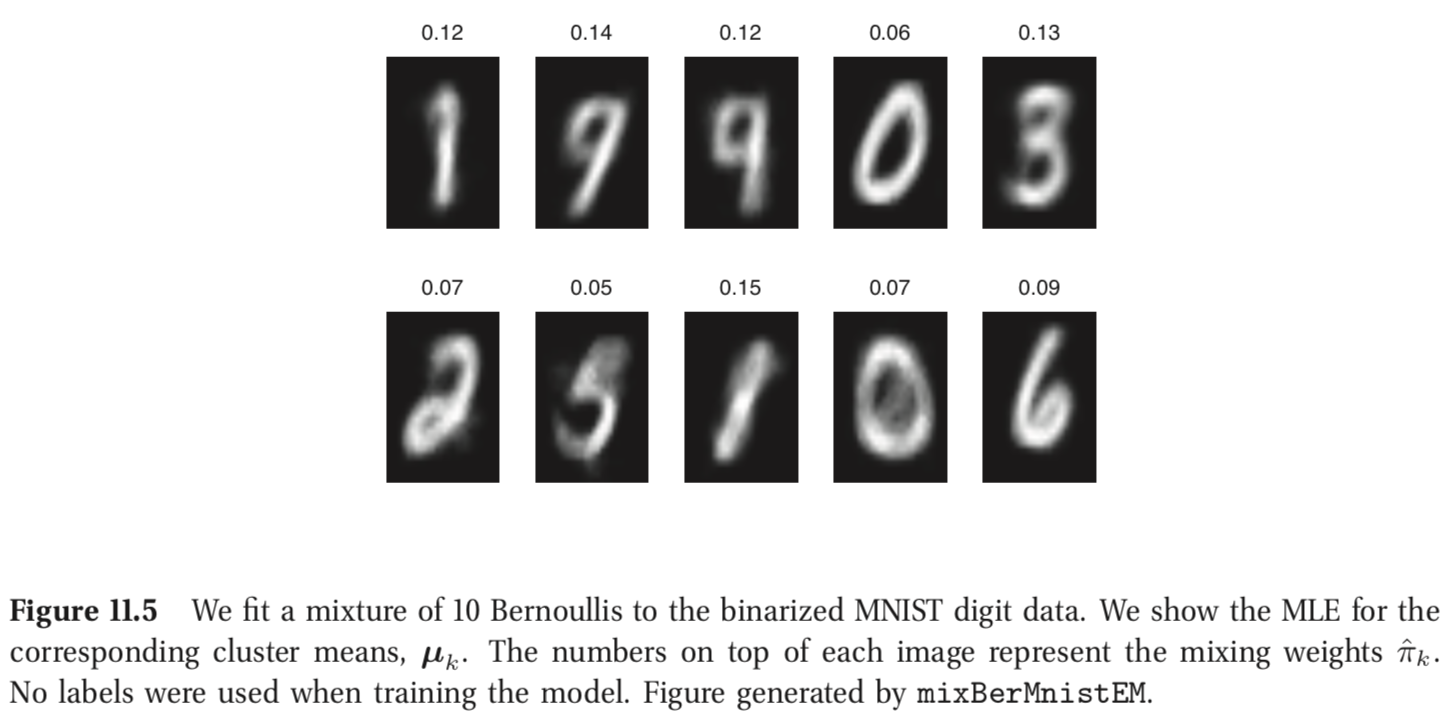 0.12 0.14 0.12 0.06 0.13
0.07 0.05 0.15 0.07 0.09
Figure 11.5 We fit a mixture of 10 Bernoullis to the binarized MNIST digit data. We show the MLE for the
corresponding cluster means, μₖ. The numbers on top of each image represent the mixing weights π̂ₖ.
No labels were used when training the model. Figure generated by mixBerMnistEM.